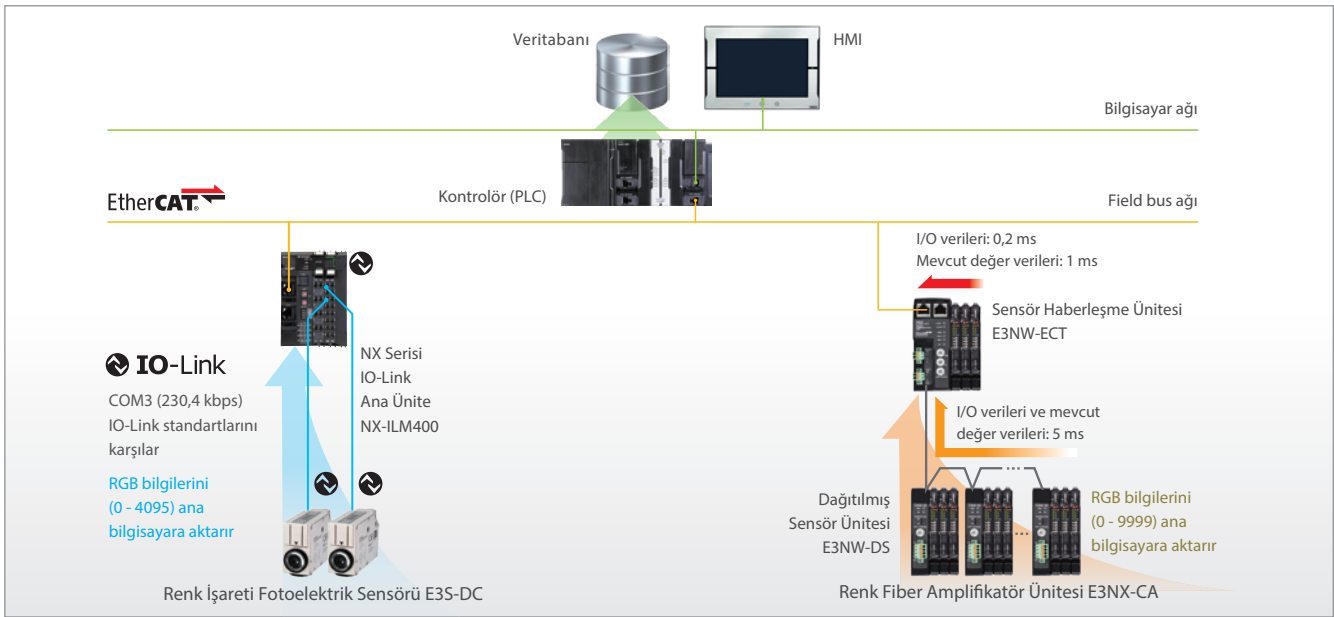 Veritabanı
HMI
Bilgisayar ağı
Kontrolör (PLC)
EtherCAT®
Field bus ağı
I/O verileri: 0,2 ms
Mevcut değer verileri: 1 ms
Sensör Haberleşme Ünitesi
E3NW-ECT
IO-Link
COM3 (230,4 kbps)
IO-Link standartlarını
karşılar
RGB bilgilerini
(0 - 4095) ana
bilgisayara aktarır
NX Serisi
IO-Link
Ana Ünite
NX-ILM400
I/O verileri ve mevcut
değer verileri: 5 ms
Dağıtılmış
Sensör Ünitesi
E3NW-DS
RGB bilgilerini
(0 - 9999) ana
bilgisayara aktarır
Renk İşareti Fotoelektrik Sensörü E3S-DC
Renk Fiber Amplifikatör Ünitesi E3NX-CA